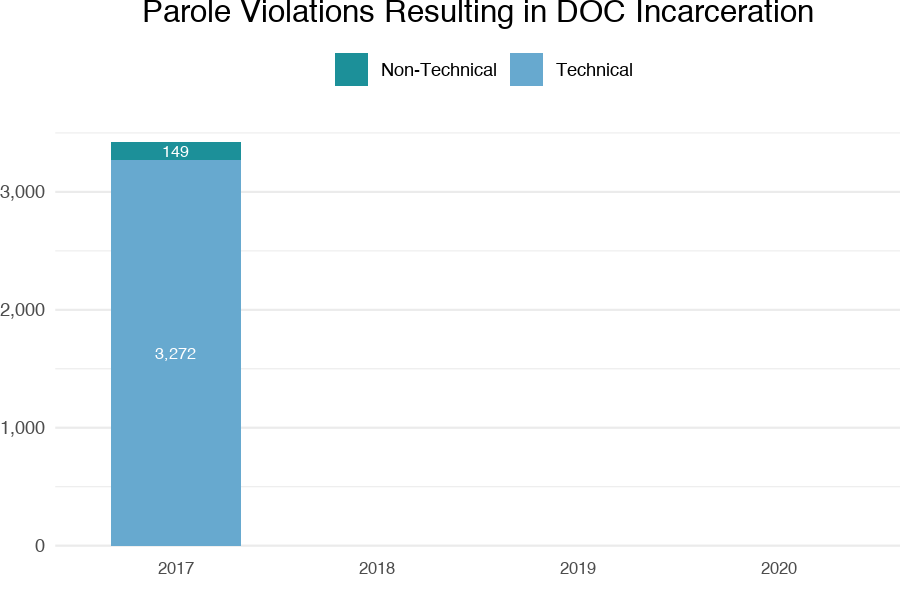 Parole Violations Resulting in DOC Incarceration
Non-Technical Technical
149
3,000
2,000
3,272
1,000
0
2017 2018 2019 2020